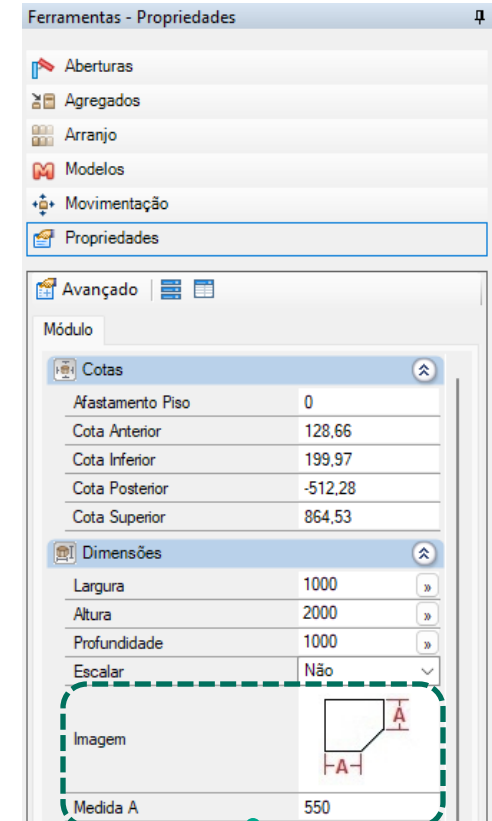 Ferramentas - Propriedades
Aberturas
Agregados
Arranjo
Modelos
Movimentação
Propriedades
Avançado
Módulo
Cotas
Afastamento Piso 0
Cota Anterior 128,66
Cota Inferior 199,97
Cota Posterior -512,28
Cota Superior 864,53
Dimensões
Largura 1000 »
Altura 2000 »
Profundidade 1000 »
Escalar Não
A
Imagem
A
Medida A 550